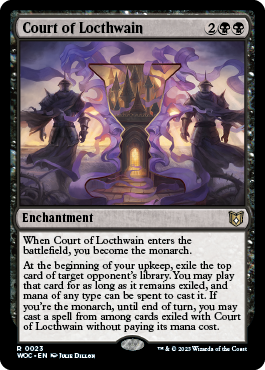 Court of Locthwain 2
Enchantment
When Court of Locthwain enters the
battlefield, you become the monarch.
At the beginning of your upkeep, exile the top
card of target opponent's library. You may play
that card for as long as it remains exiled, and
mana of any type can be spent to cast it. If
you're the monarch, until end of turn, you may
cast a spell from among cards exiled with Court
of Locthwain without paying its mana cost.
R 0023
WOC • EN Julie Dillon
™ & © 2023 Wizards of the Coast